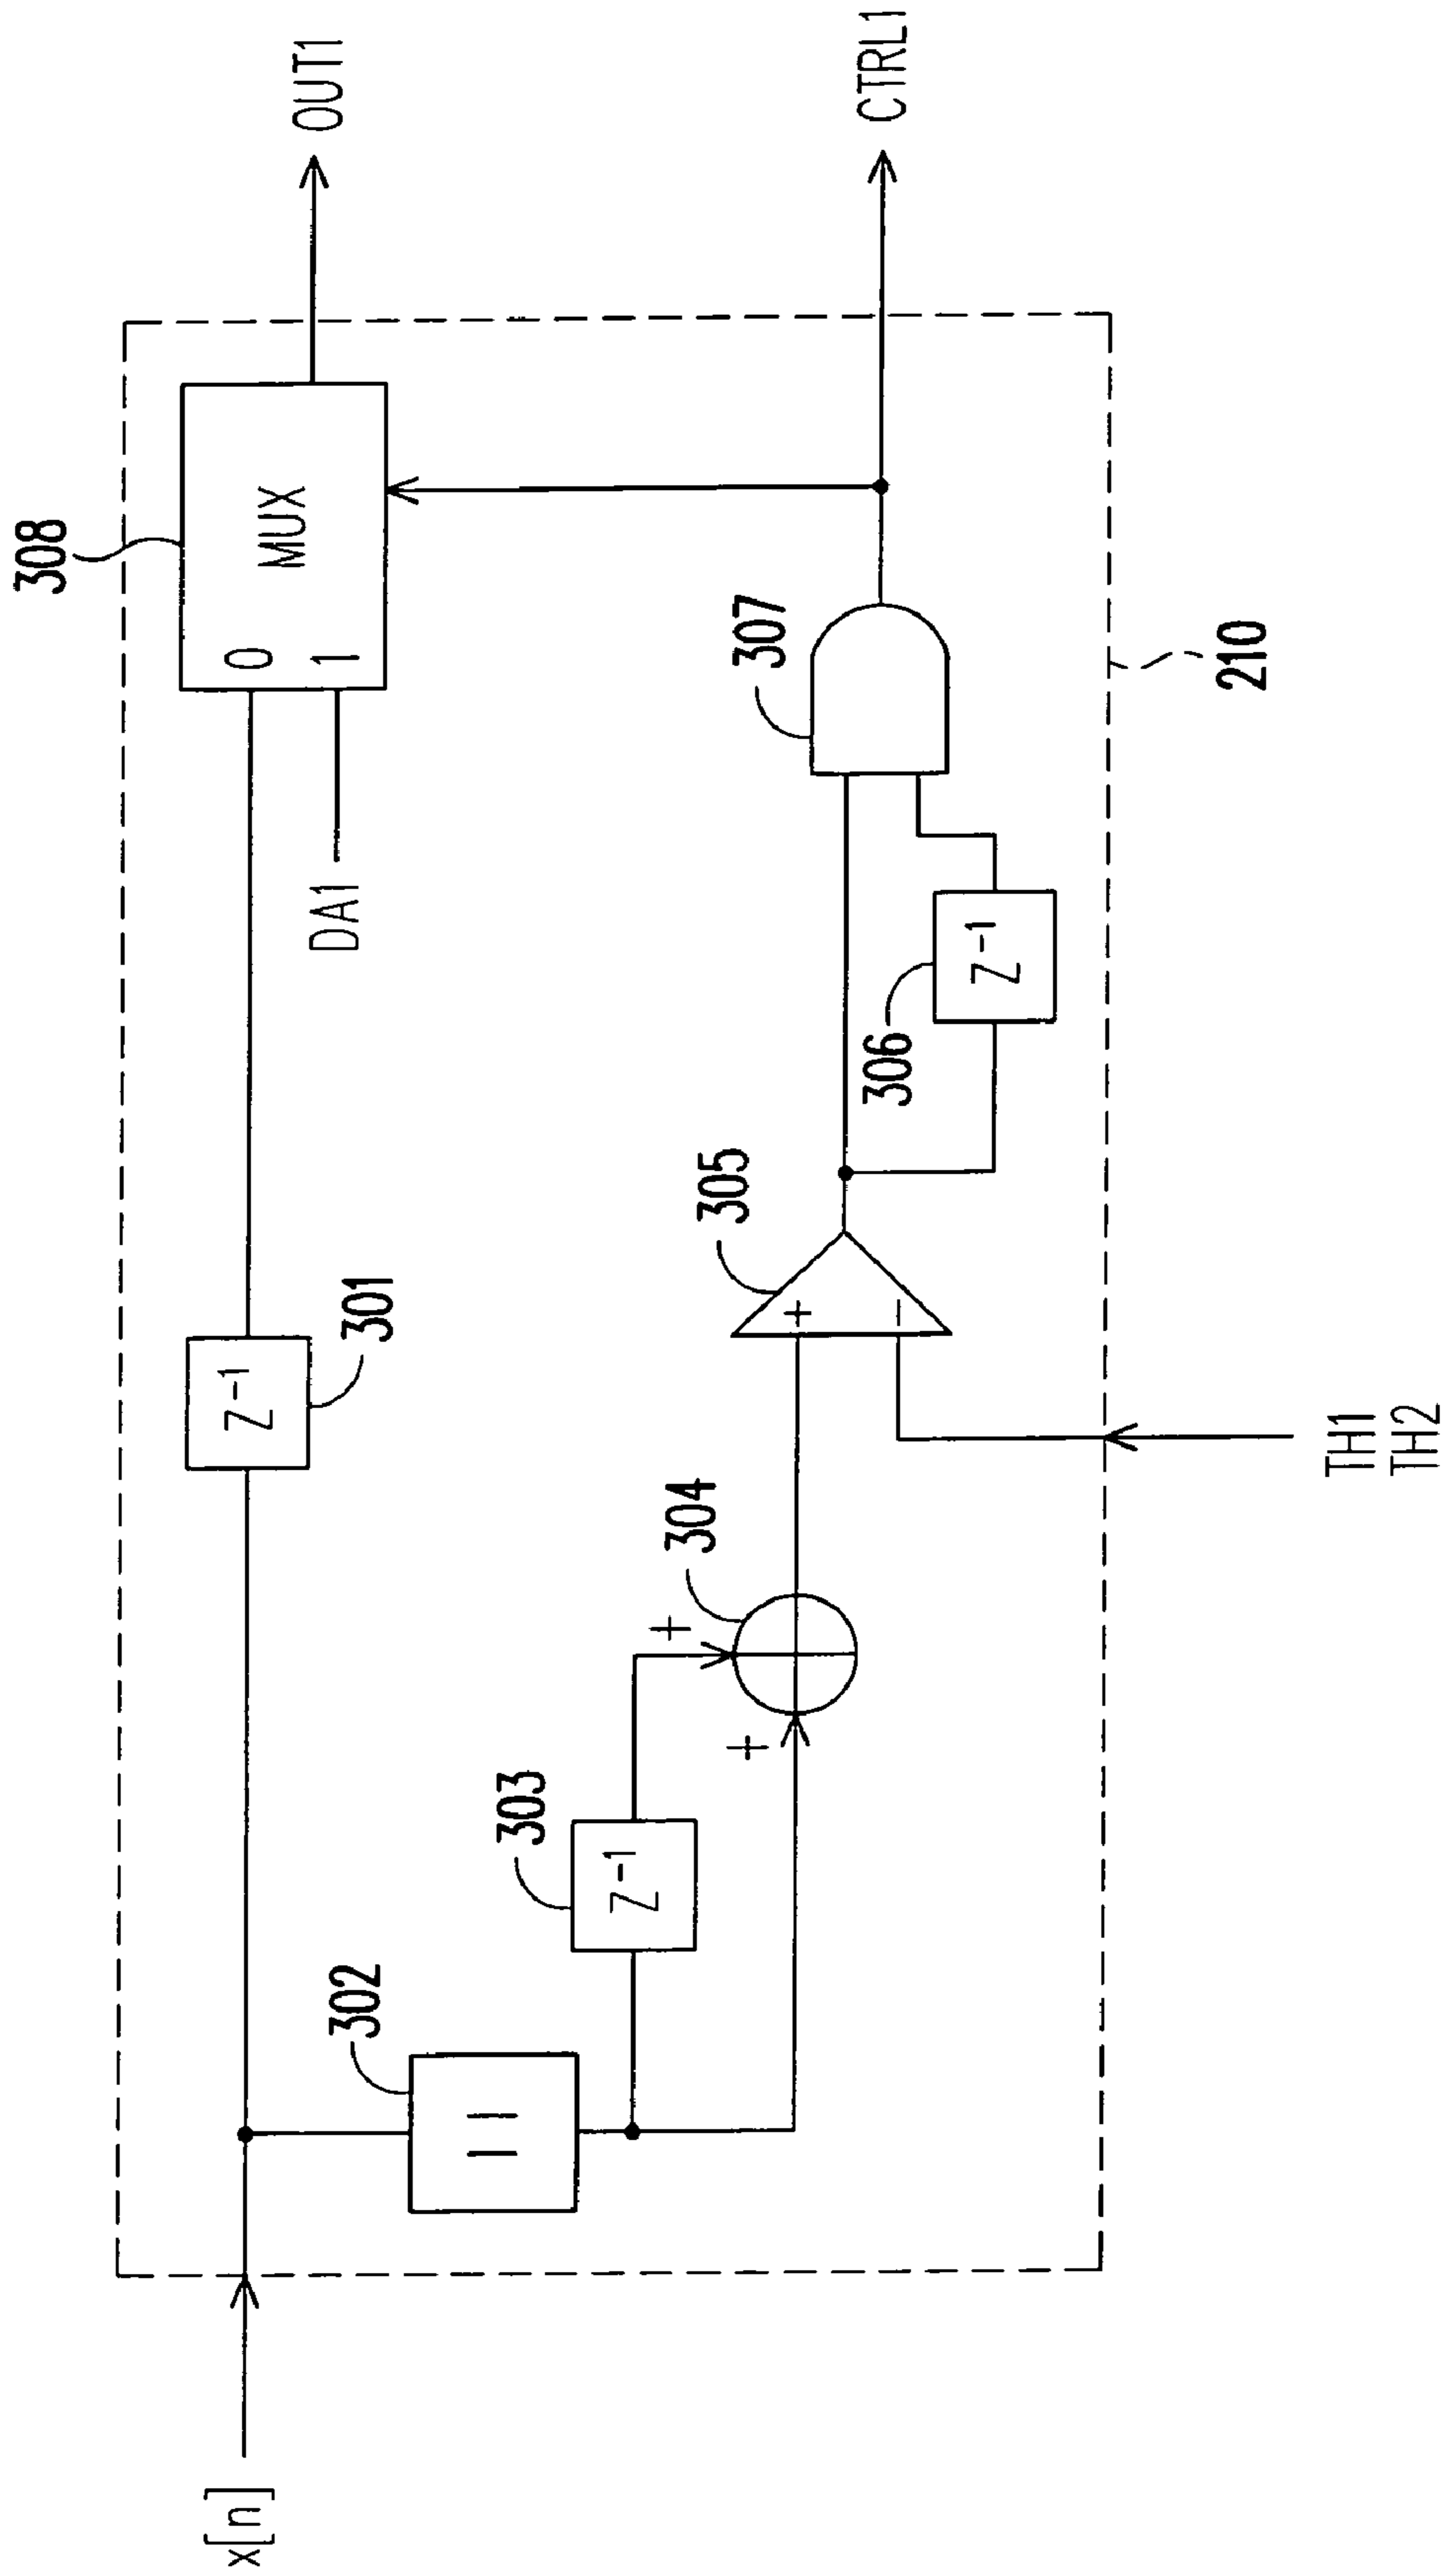 308
OUT1
0
1
MUX
Z⁻¹
301
DA1
CTRL1
302
| |
303
Z⁻¹
+
+
304
305
+
−
306
Z⁻¹
307
x[n]
TH1
TH2
210